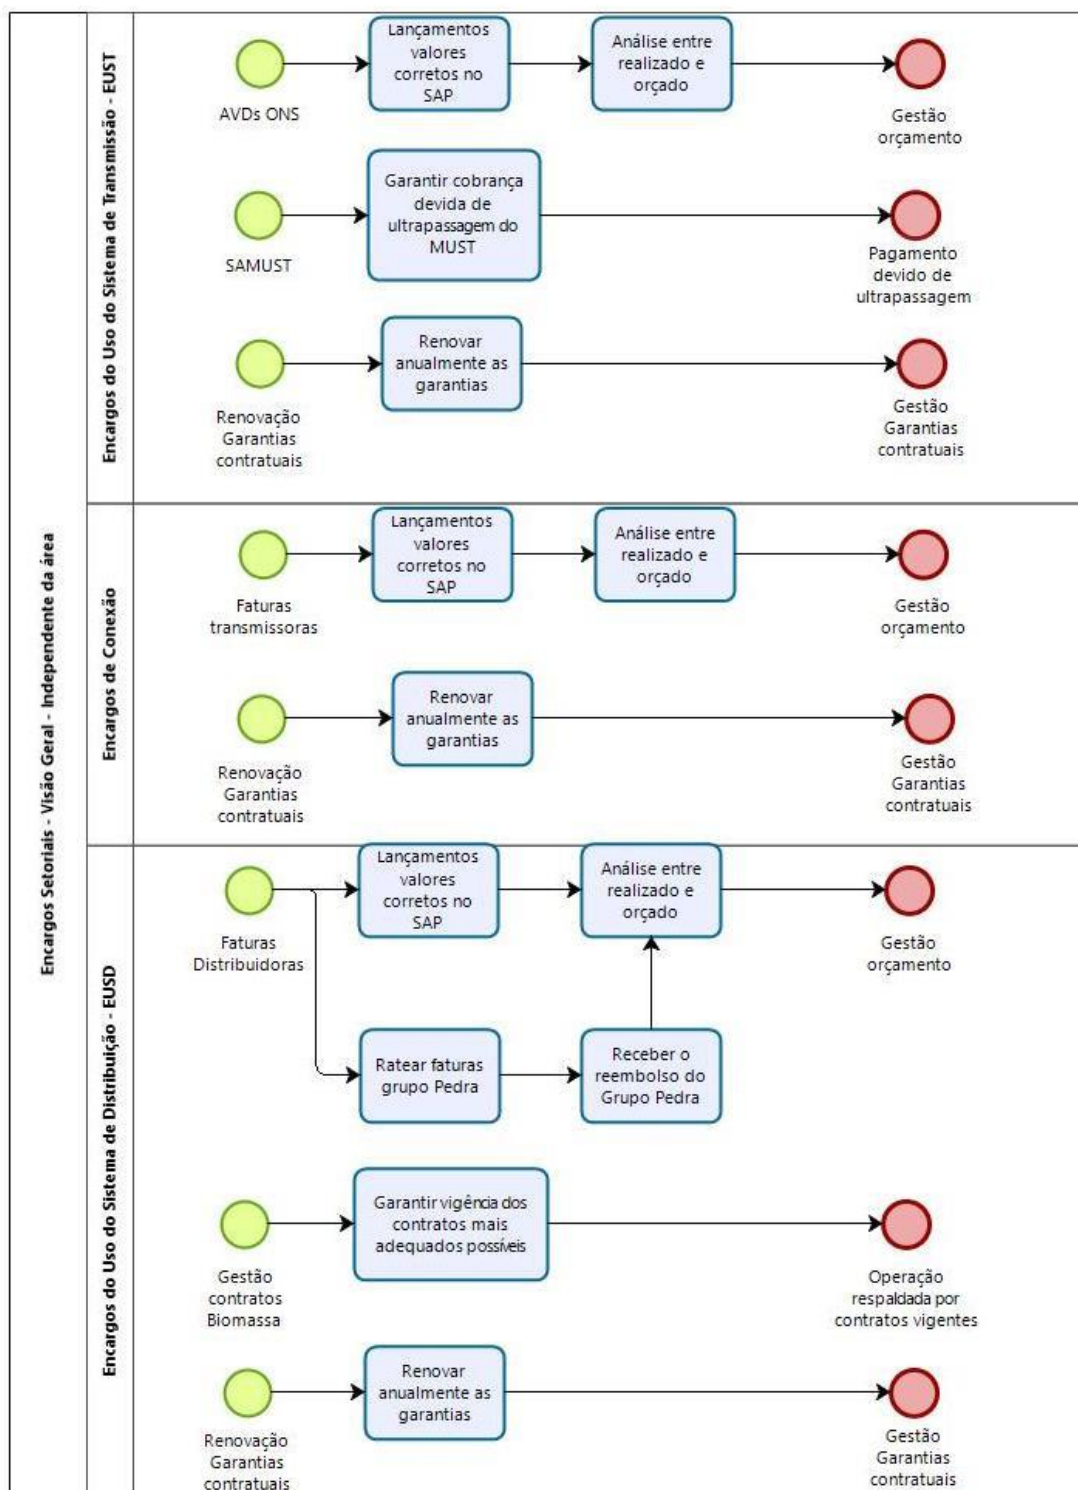 Encargos Setoriais - Visão Geral - Independente da área
Encargos do Uso do Sistema de Transmissão - EUST
AVDs ONS
Lançamentos
valores
corretos no
SAP
Análise entre
realizado e
orçado
Gestão
orçamento
SAMUST
Garantir cobrança
devida de
ultrapassagem do
MUST
Pagamento
devido de
ultrapassagem
Renovação
Garantias
contratuais
Renovar
anualmente as
garantias
Gestão
Garantias
contratuais
Encargos de Conexão
Faturas
transmissoras
Lançamentos
valores
corretos no
SAP
Análise entre
realizado e
orçado
Gestão
orçamento
Renovação
Garantias
contratuais
Renovar
anualmente as
garantias
Gestão
Garantias
contratuais
Encargos do Uso do Sistema de Distribuição - EUSD
Faturas
Distribuidoras
Lançamentos
valores
corretos no
SAP
Análise entre
realizado e
orçado
Gestão
orçamento
Ratear faturas
grupo Pedra
Receber o
reembolso do
Grupo Pedra
Gestão
contratos
Biomassa
Garantir vigência dos
contratos mais
adequados possíveis
Operação
respaldada por
contratos vigentes
Renovação
Garantias
contratuais
Renovar
anualmente as
garantias
Gestão
Garantias
contratuais